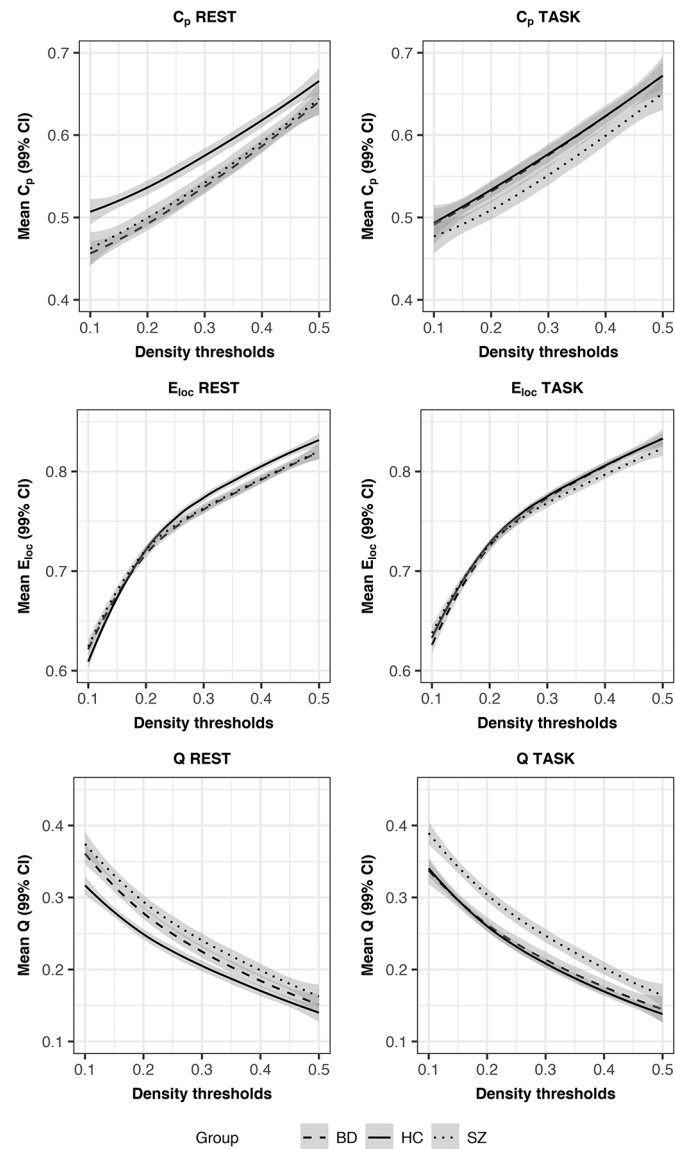 Cp REST
Cp TASK
Mean Cp (99% CI)
0.7
0.6
0.5
0.4
0.1 0.2 0.3 0.4 0.5
Density thresholds
Mean Cp (99% CI)
0.7
0.6
0.5
0.4
0.1 0.2 0.3 0.4 0.5
Density thresholds
Eloc REST
Eloc TASK
Mean Eloc (99% CI)
0.8
0.7
0.6
0.1 0.2 0.3 0.4 0.5
Density thresholds
Mean Eloc (99% CI)
0.8
0.7
0.6
0.1 0.2 0.3 0.4 0.5
Density thresholds
Q REST
Q TASK
Mean Q (99% CI)
0.4
0.3
0.2
0.1
0.1 0.2 0.3 0.4 0.5
Density thresholds
Mean Q (99% CI)
0.4
0.3
0.2
0.1
0.1 0.2 0.3 0.4 0.5
Density thresholds
Group BD HC SZ